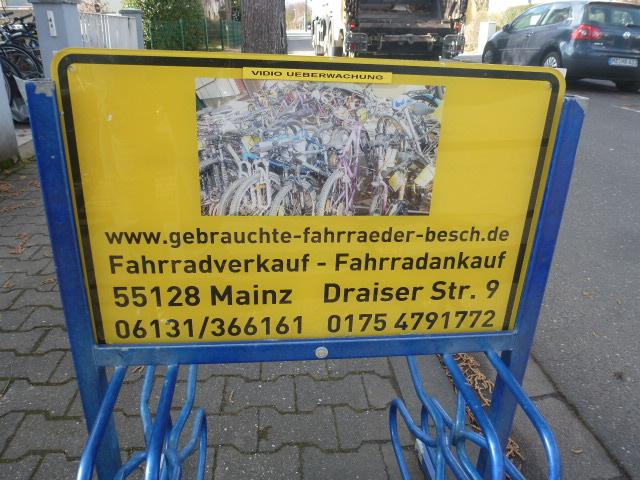 VIDIO UEBERWACHUNG
www.gebrauchte-fahrraeder-besch.de
Fahrradverkauf - Fahrradankauf
55128 Mainz Draiser Str. 9
06131/366161 0175 4791772